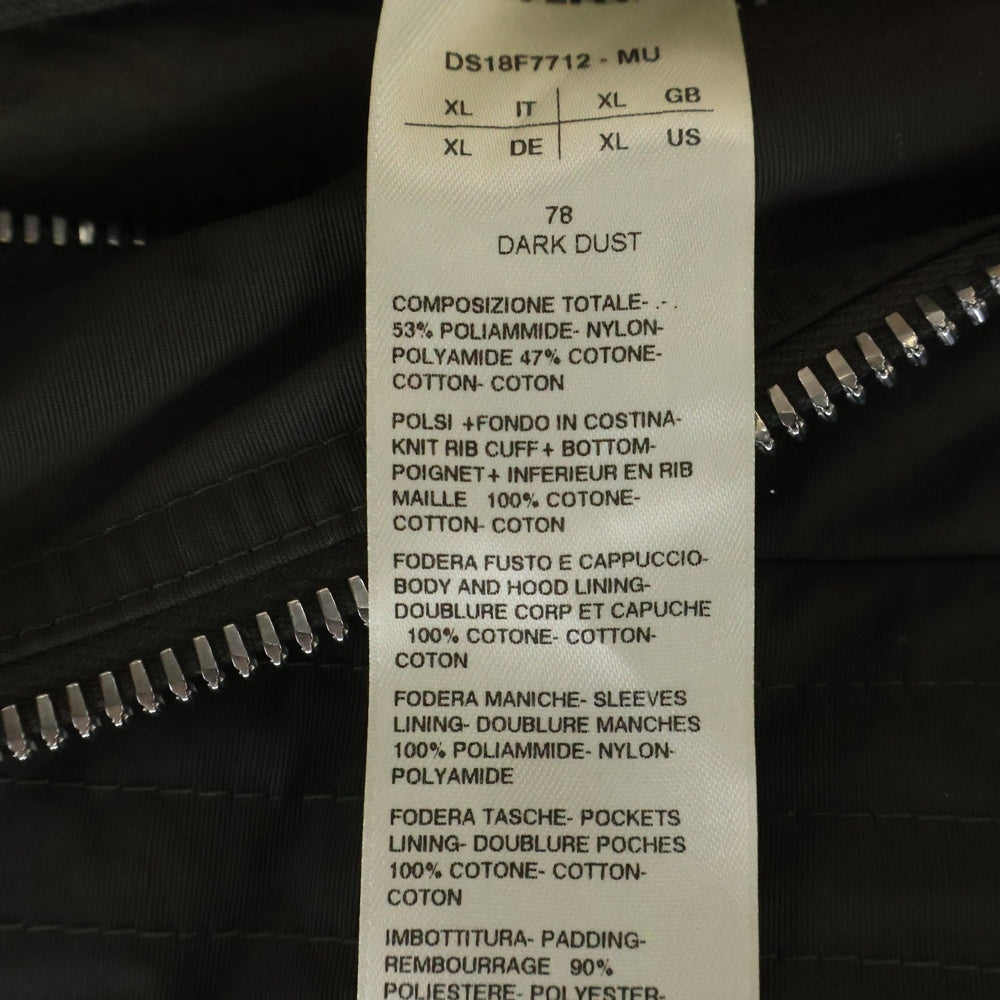 DS18F7712 - MU
XL IT XL GB
XL DE XL US
78
DARK DUST
COMPOSIZIONE TOTALE- .- .
53% POLIAMMIDE- NYLON-
POLYAMIDE 47% COTONE-
COTTON- COTON
POLSI +FONDO IN COSTINA-
KNIT RIB CUFF+ BOTTOM-
POIGNET+ INFERIEUR EN RIB
MAILLE 100% COTONE-
COTTON- COTON
FODERA FUSTO E CAPPUCCIO-
BODY AND HOOD LINING-
DOUBLURE CORP ET CAPUCHE
100% COTONE- COTTON-
COTON
FODERA MANICHE- SLEEVES
LINING- DOUBLURE MANCHES
100% POLIAMMIDE- NYLON-
POLYAMIDE
FODERA TASCHE- POCKETS
LINING- DOUBLURE POCHES
100% COTONE- COTTON-
COTON
IMBOTTITURA- PADDING-
REMBOURRAGE 90%
POLIESTERE- POLYESTER-